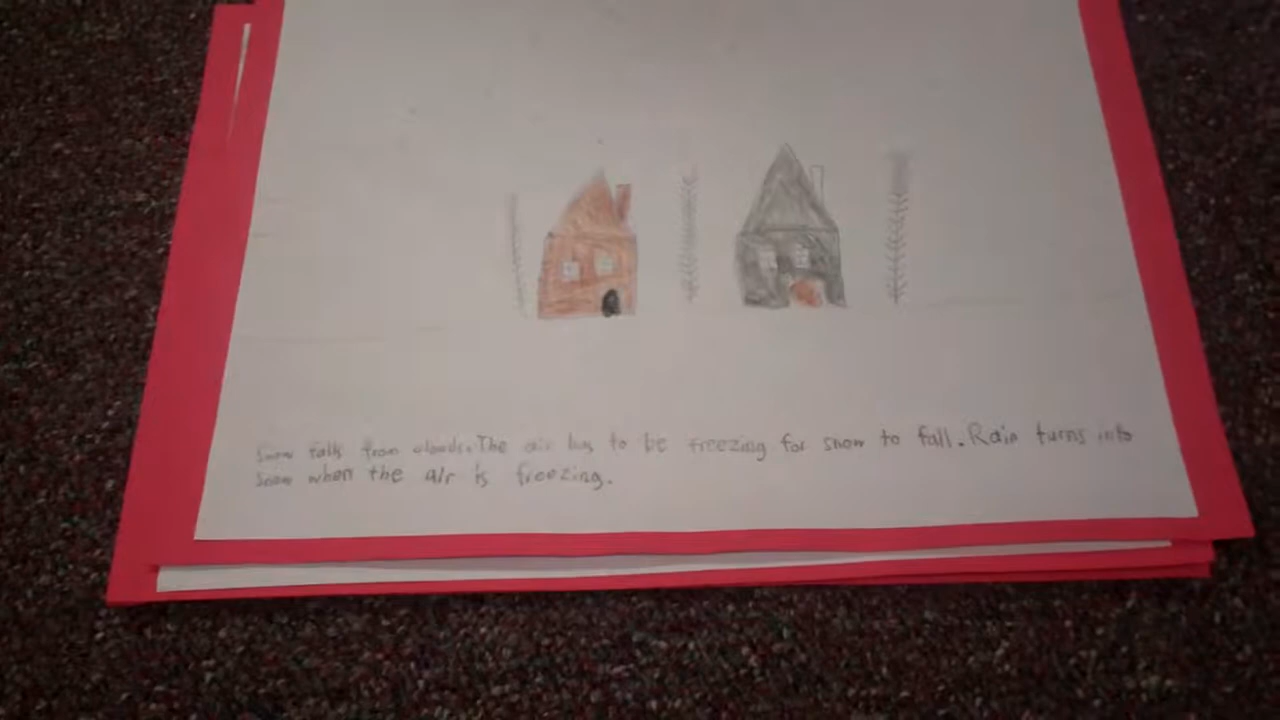 Snow falls from clouds. The air has to be freezing for snow to fall. Rain turns into
snow when the air is freezing.